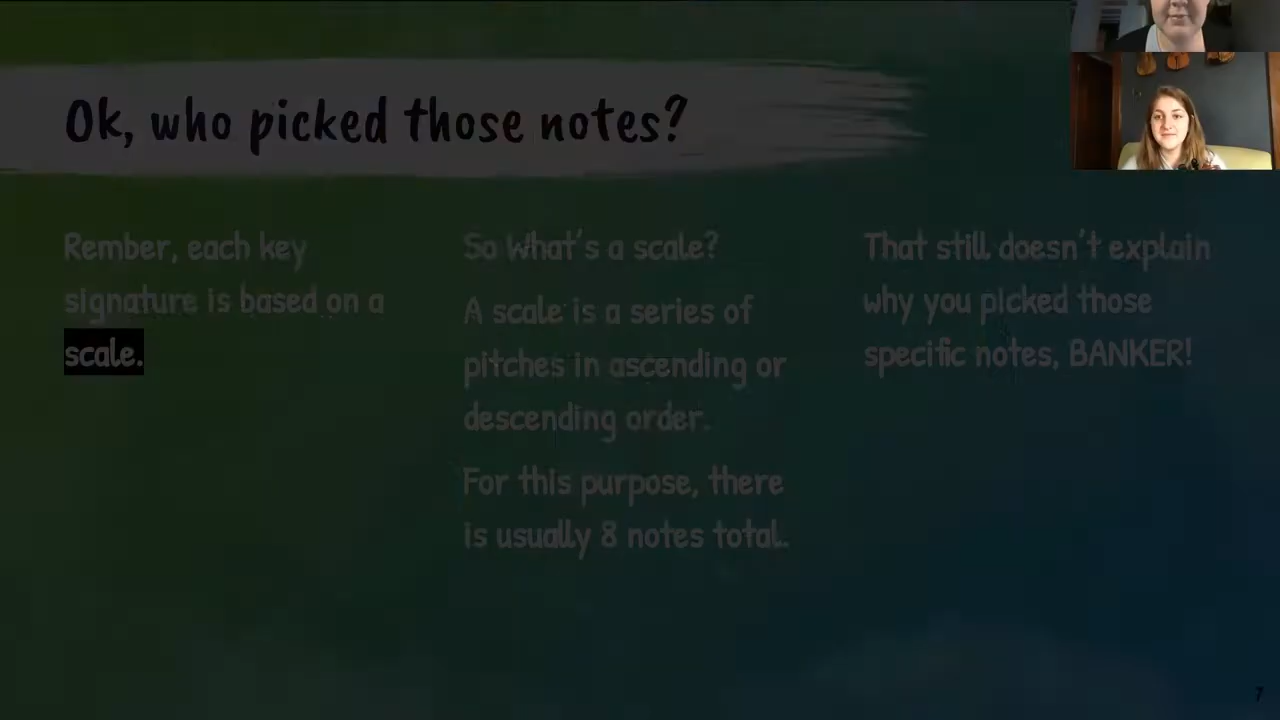 Ok, who picked those notes?
Rember, each key
signature is based on a
scale.
So What's a scale?
A scale is a series of
pitches in ascending or
descending order.
For this purpose, there
is usually 8 notes total.
That still doesn't explain
why you picked those
specific notes, BANKER!
7